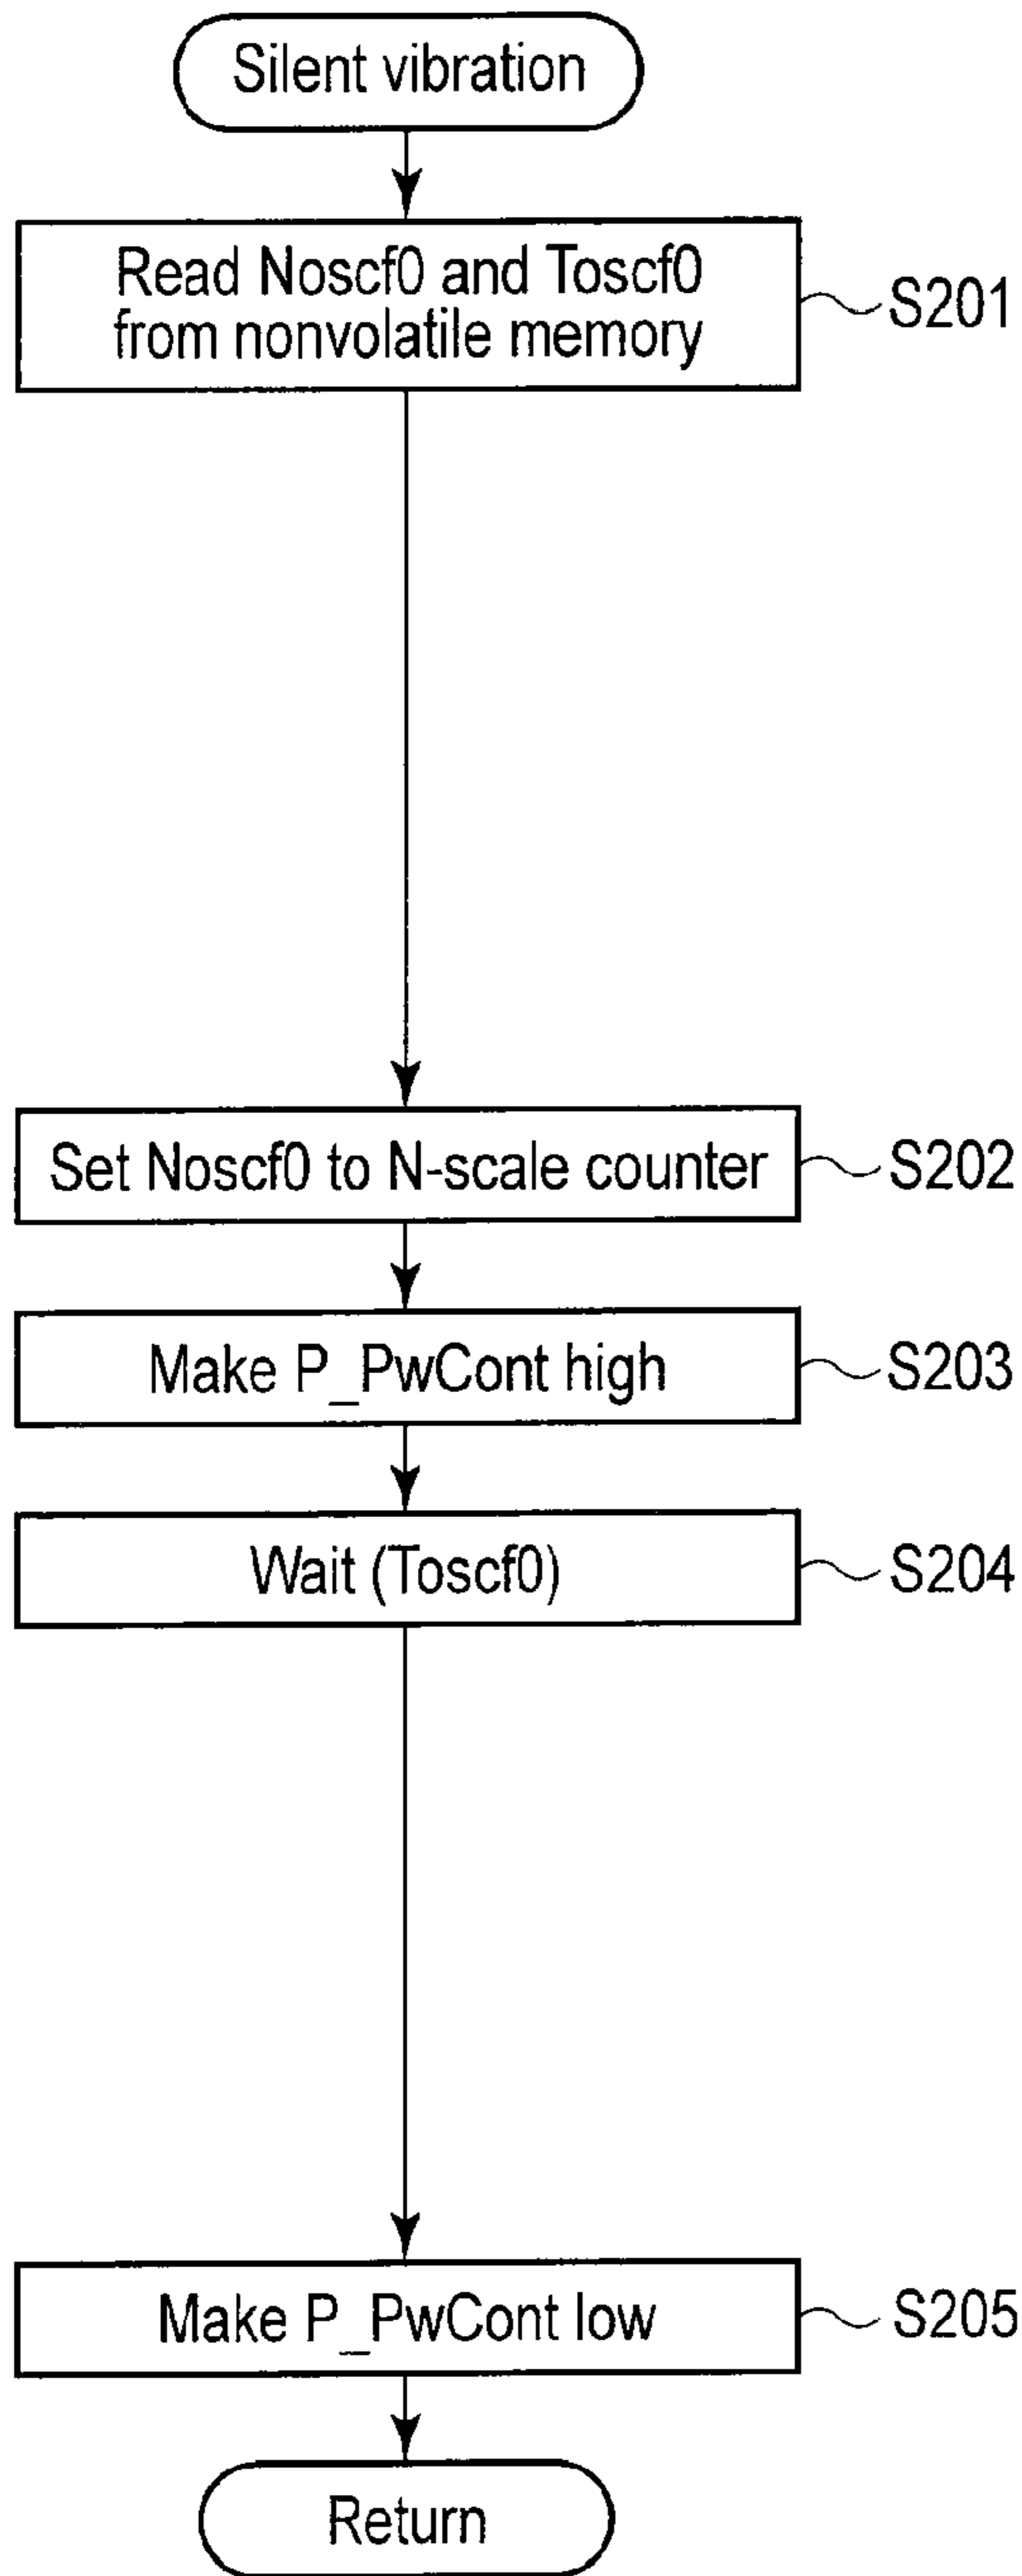 Silent vibration
Read Noscf0 and Toscf0
from nonvolatile memory
S201
Set Noscf0 to N-scale counter
S202
Make P_PwCont high
S203
Wait (Toscf0)
S204
Make P_PwCont low
S205
Return